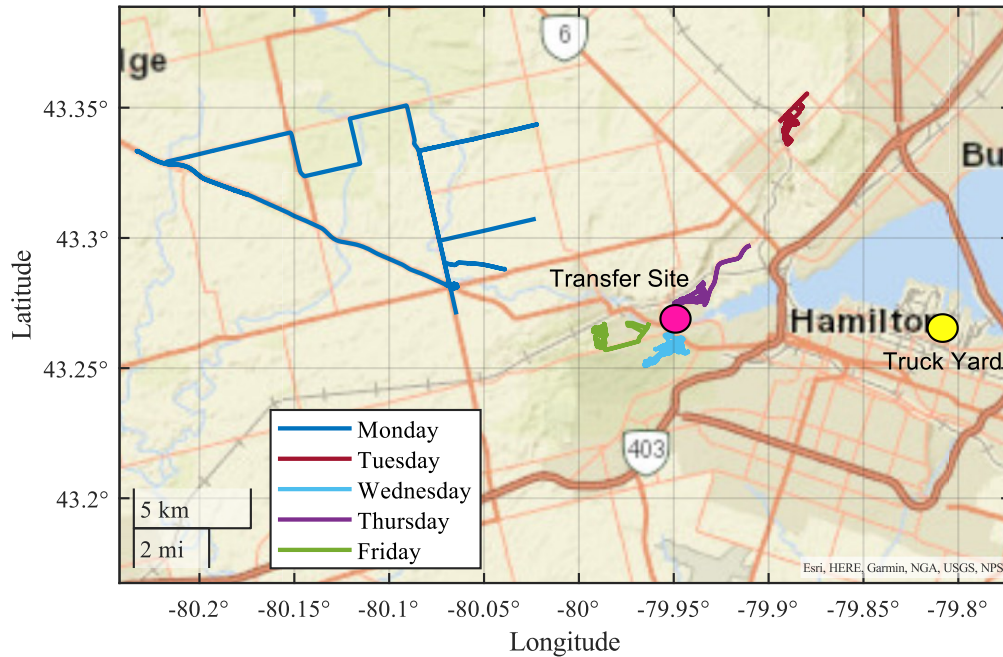 6
lge
43.35°
Bu
43.3°
Transfer Site
Latitude
Hamilton
Truck Yard
43.25°
Monday
Tuesday
403
Wednesday
43.2°
5 km
Thursday
2 mi
Friday
Esri, HERE, Garmin, NGA, USGS, NPS
-80.2° -80.15° -80.1° -80.05° -80° -79.95° -79.9° -79.85° -79.8°
Longitude